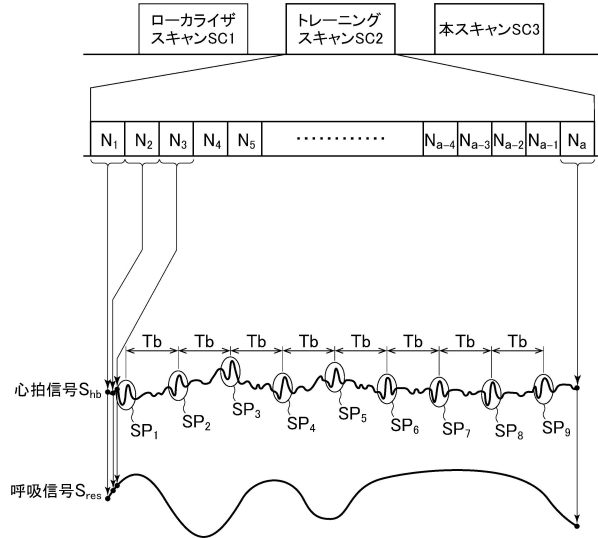 ローカライザ
スキャンSC1
トレーニング
スキャンSC2
本スキャンSC3
N₁ N₂ N₃ N₄ N₅ ············ Nₐ₋₄ Nₐ₋₃ Nₐ₋₂ Nₐ₋₁ Nₐ
Tb Tb Tb Tb Tb Tb Tb Tb
心拍信号Shb
SP₁ SP₂ SP₃ SP₄ SP₅ SP₆ SP₇ SP₈ SP₉
呼吸信号Sres